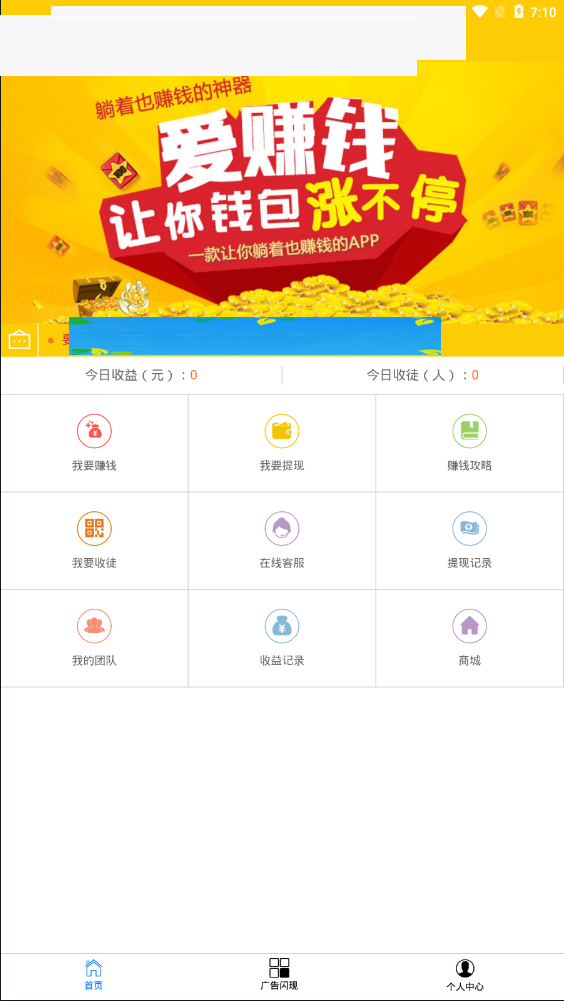 7:10
躺着也赚钱的神器
爱赚钱
让你钱包涨不停
一款让你躺着也赚钱的APP
今日收益（元）：0 今日收徒（人）：0
我要赚钱 我要提现 赚钱攻略
我要收徒 在线客服 提现记录
我的团队 收益记录 商城
首页 广告闪现 个人中心